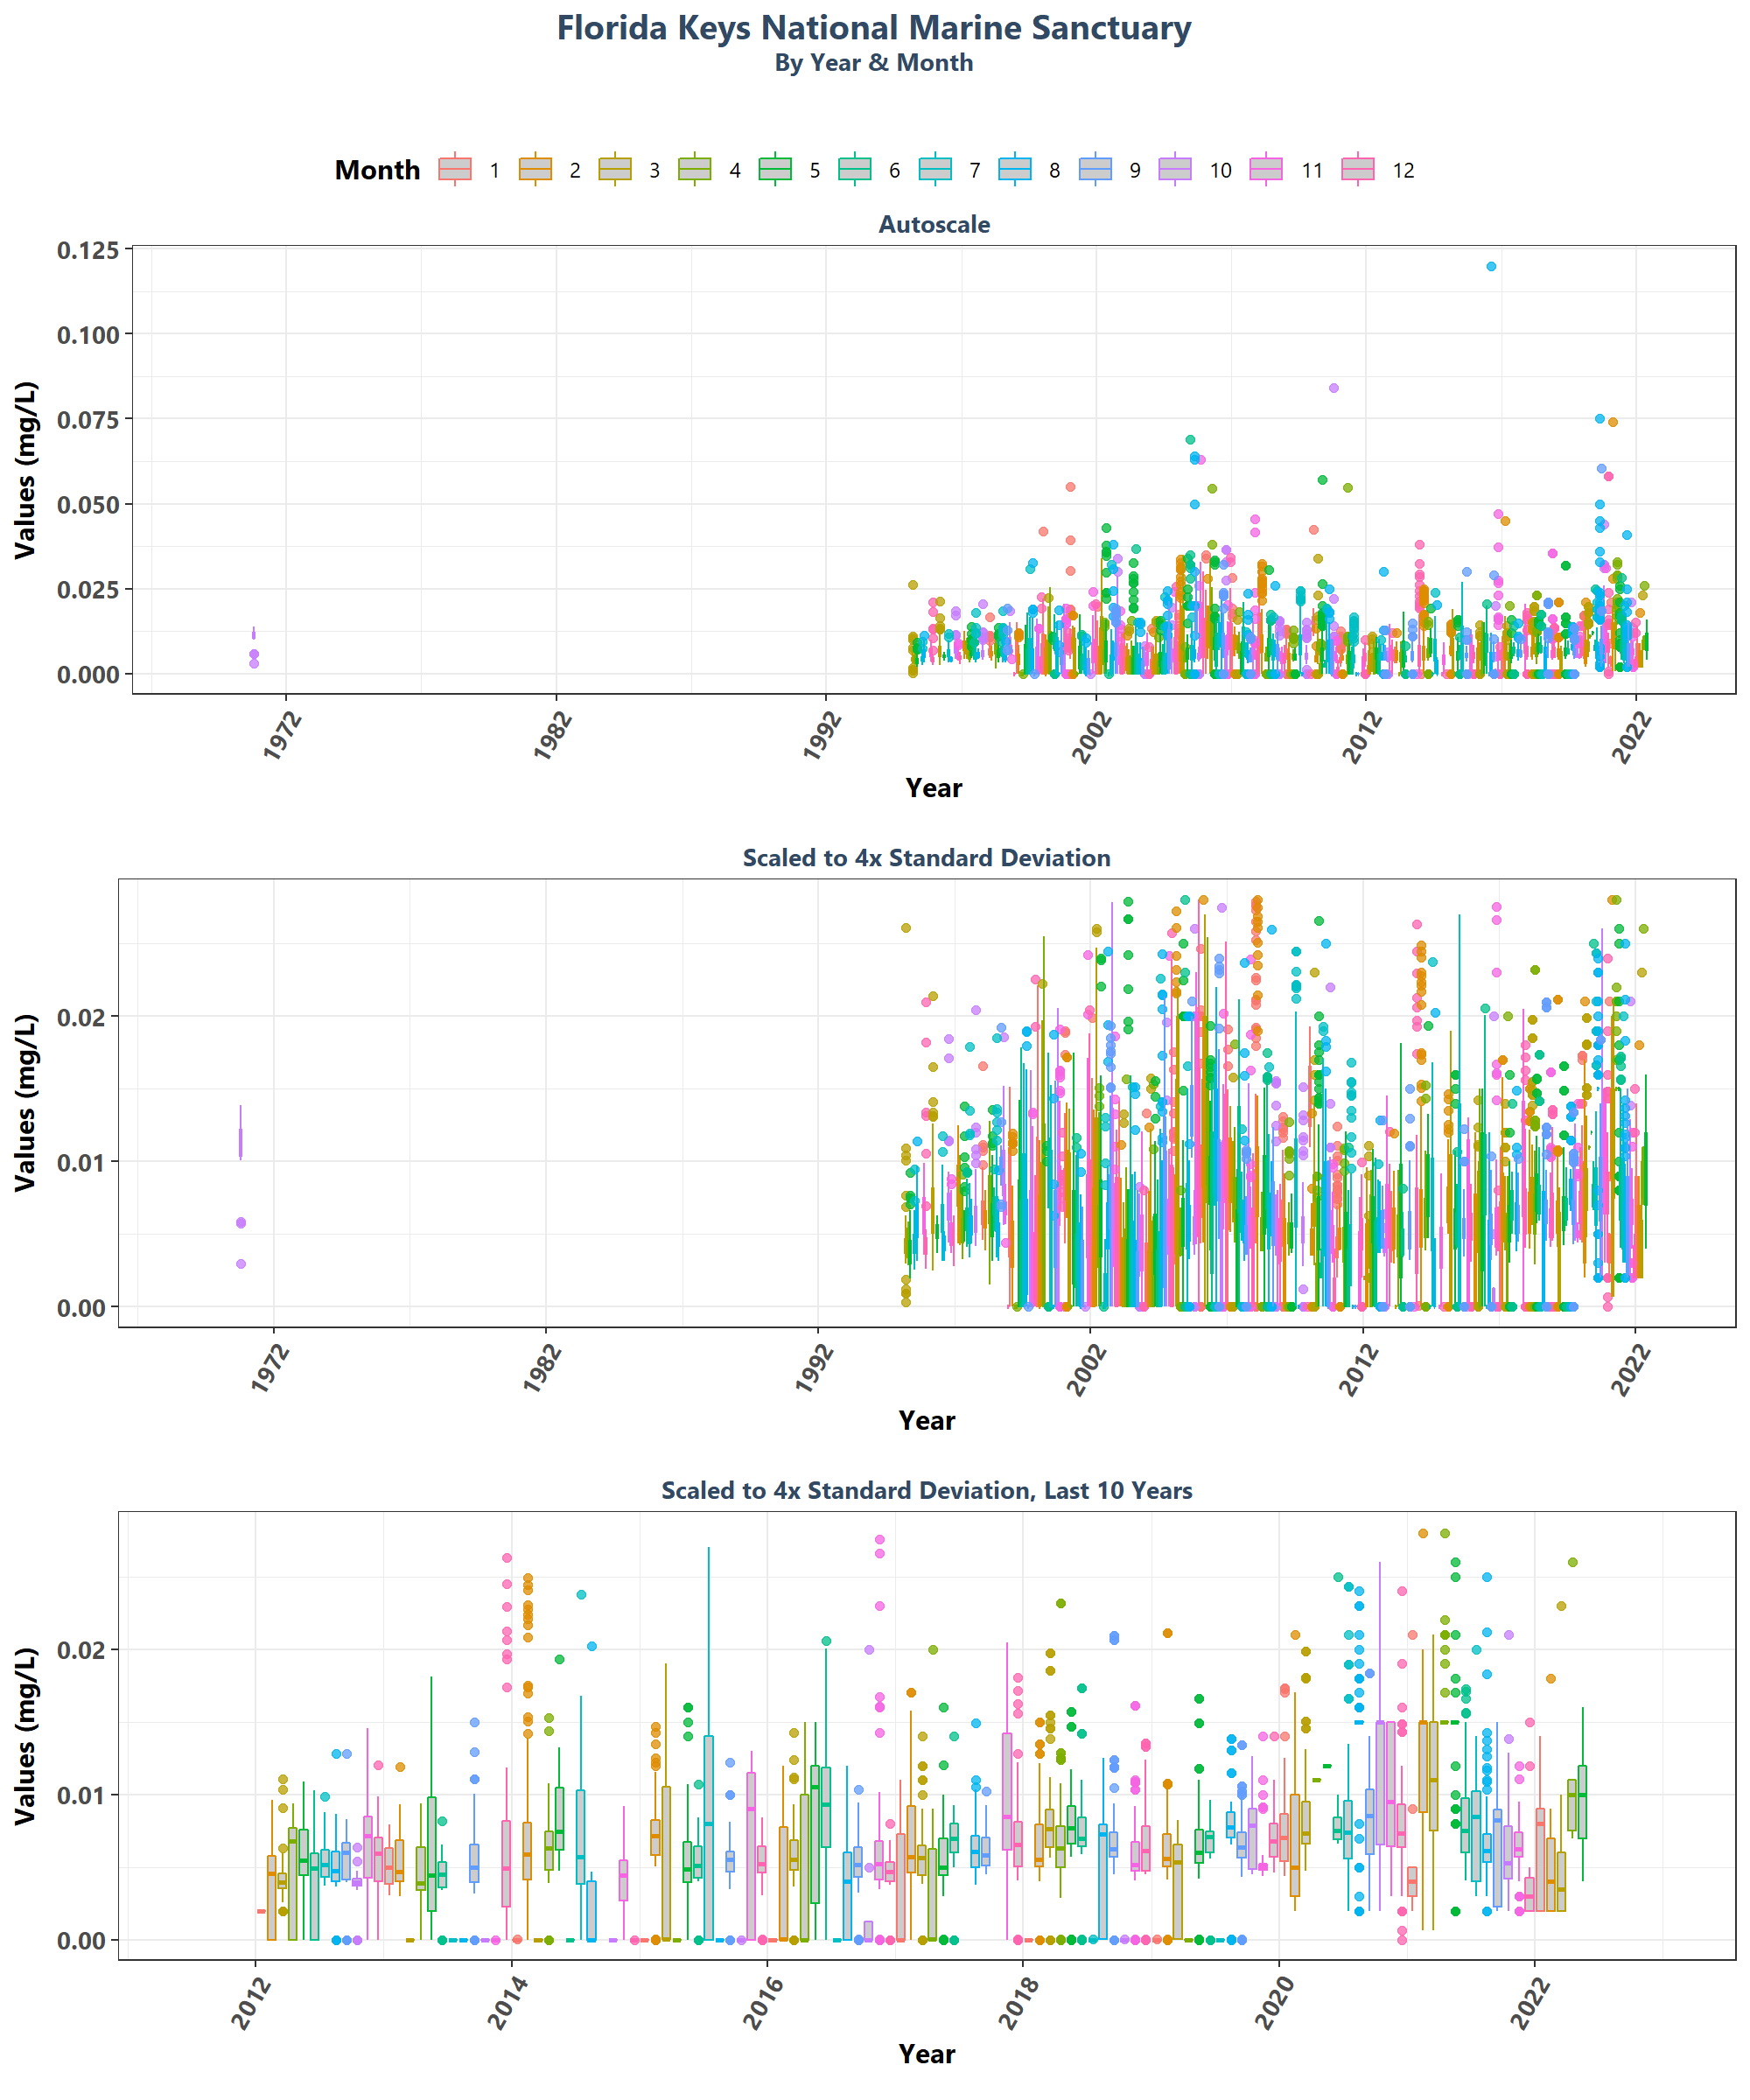 Florida Keys National Marine Sanctuary
By Year & Month
Month 1 2 3 4 5 6 7 8 9 10 11 12
Autoscale
Values (mg/L)
0.125
0.100
0.075
0.050
0.025
0.000
1972 1982 1992 2002 2012 2022
Year
Scaled to 4x Standard Deviation
Values (mg/L)
0.02
0.01
0.00
1972 1982 1992 2002 2012 2022
Year
Scaled to 4x Standard Deviation, Last 10 Years
Values (mg/L)
0.02
0.01
0.00
2012 2014 2016 2018 2020 2022
Year